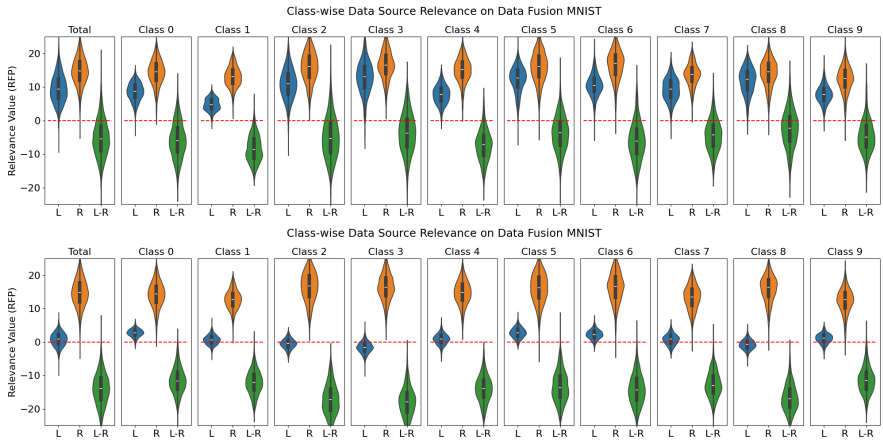 Class-wise Data Source Relevance on Data Fusion MNIST
Total Class 0 Class 1 Class 2 Class 3 Class 4 Class 5 Class 6 Class 7 Class 8 Class 9
Relevance Value (RFP)
20
10
0
−10
−20
L R L-R L R L-R L R L-R L R L-R L R L-R L R L-R L R L-R L R L-R L R L-R L R L-R L R L-R
Class-wise Data Source Relevance on Data Fusion MNIST
Total Class 0 Class 1 Class 2 Class 3 Class 4 Class 5 Class 6 Class 7 Class 8 Class 9
Relevance Value (RFP)
20
10
0
−10
−20
L R L-R L R L-R L R L-R L R L-R L R L-R L R L-R L R L-R L R L-R L R L-R L R L-R L R L-R